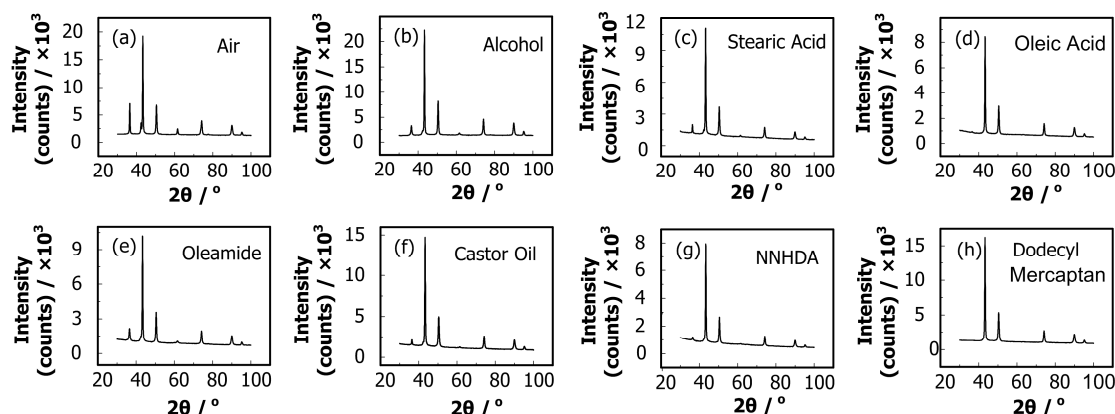 Intensity
(counts) / ×10³
20
15
10
5
0
(a)
Air
20 40 60 80 100
2θ / °
Intensity
(counts) / ×10³
20
15
10
5
0
(b)
Alcohol
20 40 60 80 100
2θ / °
Intensity
(counts) / ×10³
12
9
6
3
0
(c)
Stearic Acid
20 40 60 80 100
2θ / °
Intensity
(counts) / ×10³
8
6
4
2
0
(d)
Oleic Acid
20 40 60 80 100
2θ / °
Intensity
(counts) / ×10³
9
6
3
0
(e)
Oleamide
20 40 60 80 100
2θ / °
Intensity
(counts) / ×10³
15
10
5
0
(f)
Castor Oil
20 40 60 80 100
2θ / °
Intensity
(counts) / ×10³
8
6
4
2
0
(g)
NNHDA
20 40 60 80 100
2θ / °
Intensity
(counts) / ×10³
15
10
5
0
(h)
Dodecyl
Mercaptan
20 40 60 80 100
2θ / °